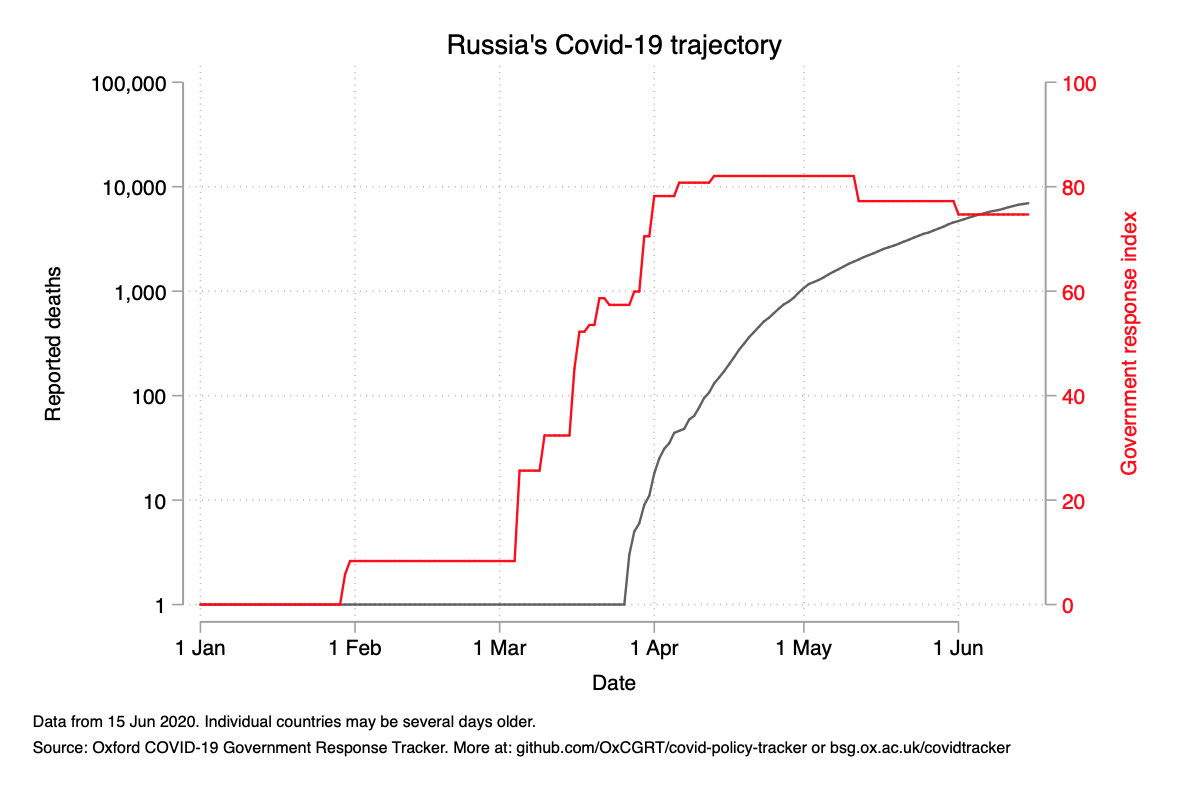 Russia's Covid-19 trajectory
100,000
10,000
1,000
100
10
1
Reported deaths
100
80
60
40
20
0
Government response index
1 Jan
1 Feb
1 Mar
1 Apr
1 May
1 Jun
Date
Data from 15 Jun 2020. Individual countries may be several days older.
Source: Oxford COVID-19 Government Response Tracker. More at: github.com/OxCGRT/covid-policy-tracker or bsg.ox.ac.uk/covidtracker